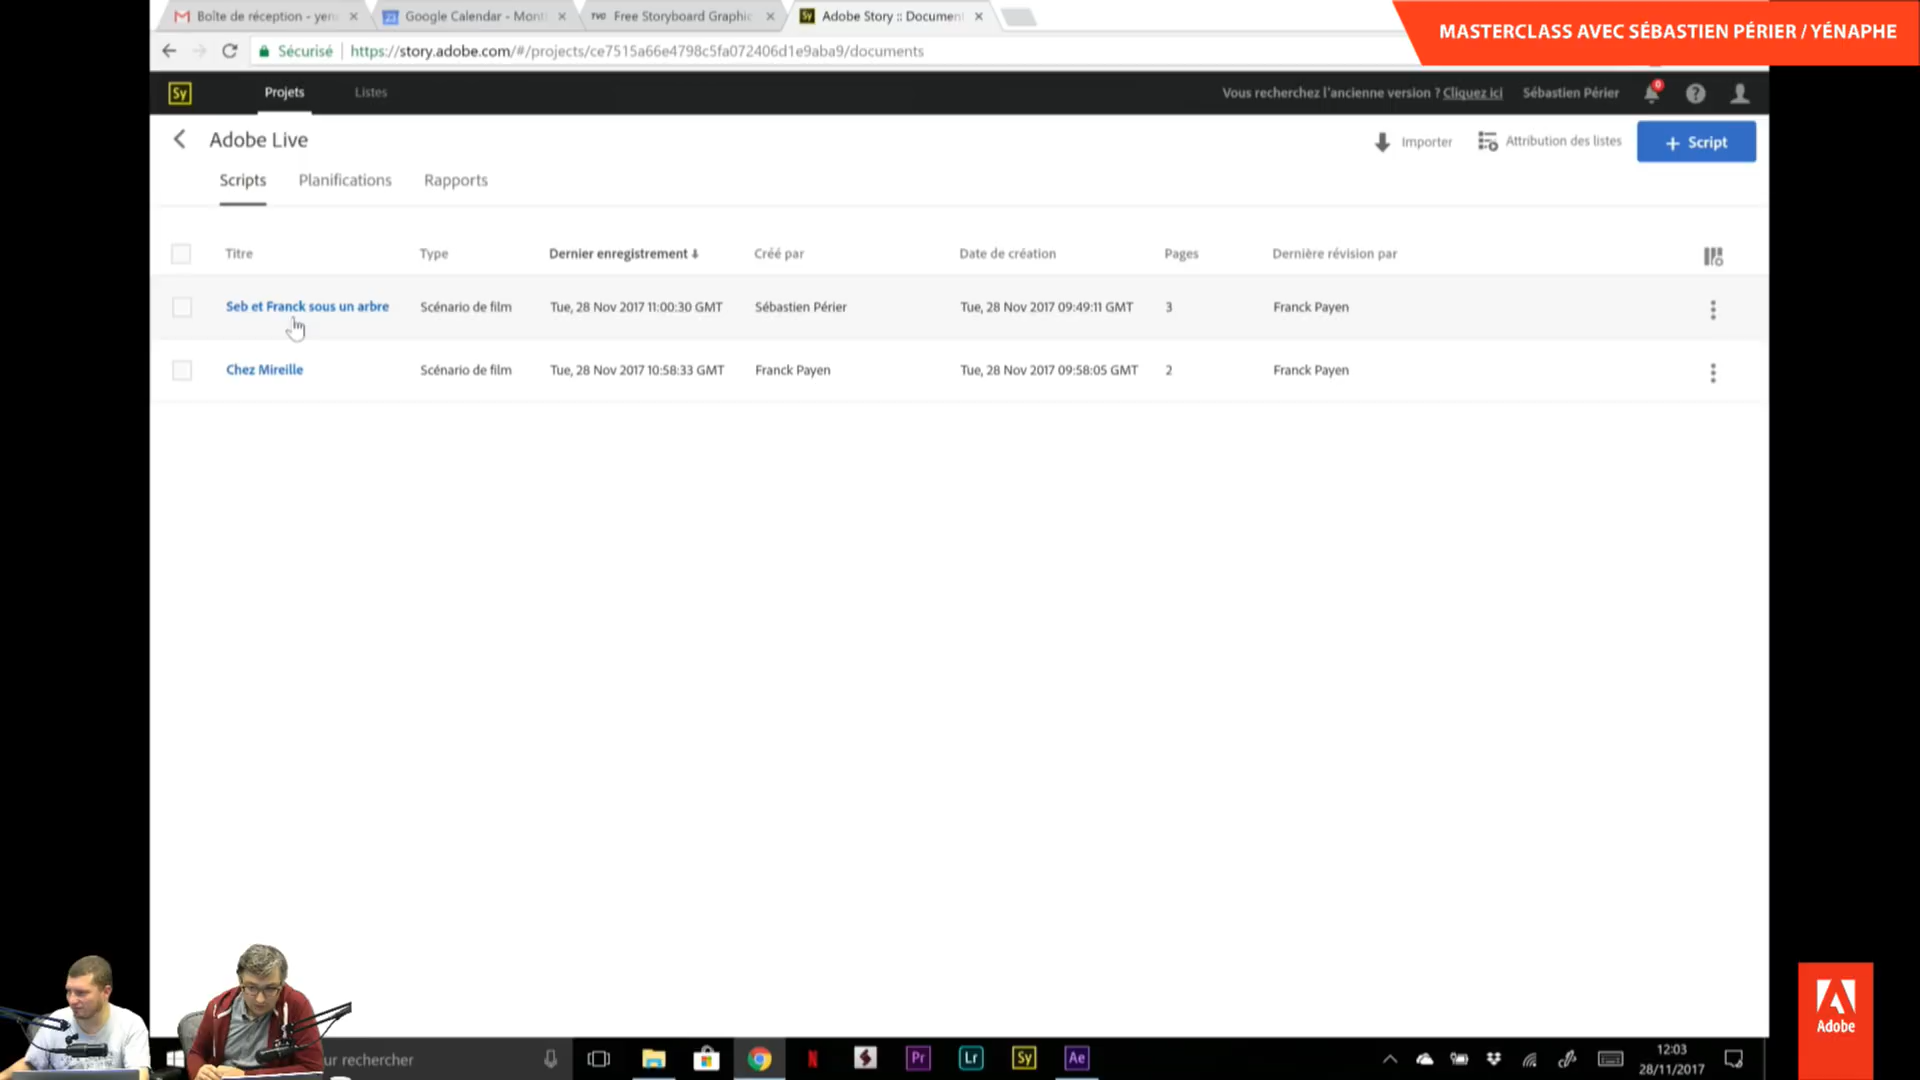 Boîte de réception - yen
Google Calendar - Mont
TVG Free Storyboard Graphic
Sy Adobe Story :: Documen
MASTERCLASS AVEC SÉBASTIEN PÉRIER / YÉNAPHE
Sécurisé | https://story.adobe.com/#/projects/ce7515a66e4798c5fa072406d1e9aba9/documents
Sy Projets Listes Vous recherchez l'ancienne version ? Cliquez ici Sébastien Périer 0 ?
Adobe Live
Importer Attribution des listes + Script
Scripts Planifications Rapports
Titre Type Dernier enregistrement Créé par Date de création Pages Dernière révision par
Seb et Franck sous un arbre Scénario de film Tue, 28 Nov 2017 11:00:30 GMT Sébastien Périer Tue, 28 Nov 2017 09:49:11 GMT 3 Franck Payen
Chez Mireille Scénario de film Tue, 28 Nov 2017 10:58:33 GMT Franck Payen Tue, 28 Nov 2017 09:58:05 GMT 2 Franck Payen
Adobe
ur rechercher
Pr Lr Sy Ae
12:03
28/11/2017